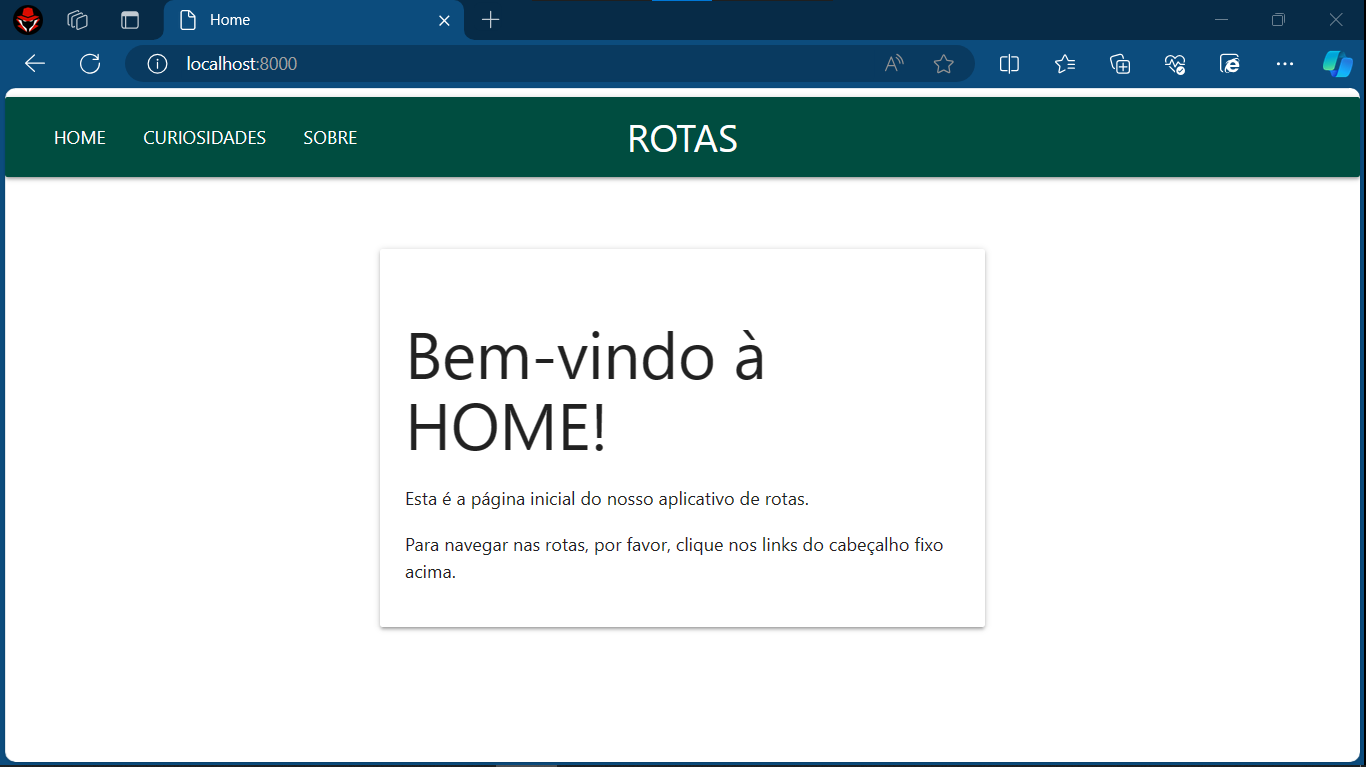 Home
localhost:8000
HOME CURIOSIDADES SOBRE ROTAS
Bem-vindo à
HOME!
Esta é a página inicial do nosso aplicativo de rotas.
Para navegar nas rotas, por favor, clique nos links do cabeçalho fixo
acima.